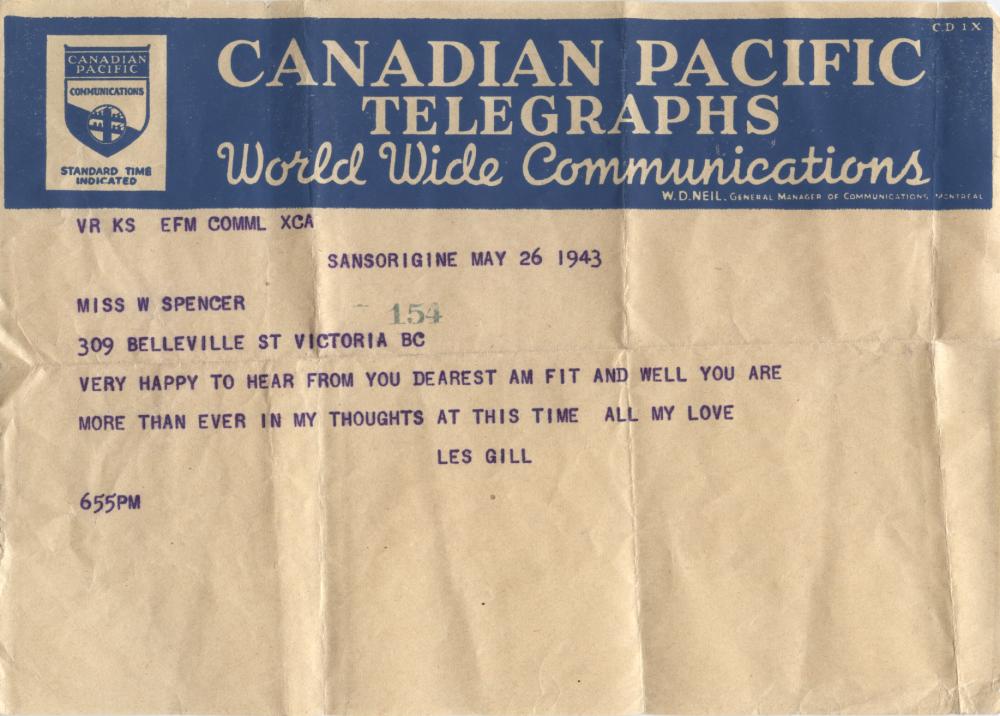 CD 1X
CANADIAN PACIFIC
COMMUNICATIONS
STANDARD TIME
INDICATED
CANADIAN PACIFIC
TELEGRAPHS
World Wide Communications
W.D.NEIL, GENERAL MANAGER OF COMMUNICATIONS, MONTREAL
VR KS EFM COMML XCA
SANSORIGINE MAY 26 1943
MISS W SPENCER
154
309 BELLEVILLE ST VICTORIA BC
VERY HAPPY TO HEAR FROM YOU DEAREST AM FIT AND WELL YOU ARE
MORE THAN EVER IN MY THOUGHTS AT THIS TIME ALL MY LOVE
LES GILL
655PM